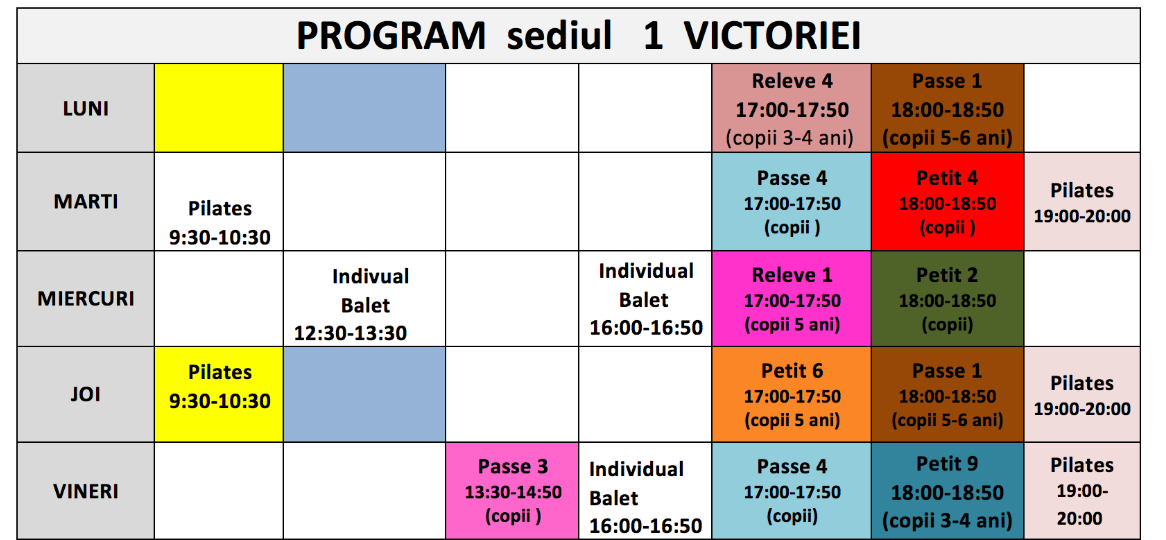 PROGRAM sediul 1 VICTORIEI
LUNI
Releve 4
17:00-17:50
(copii 3-4 ani)
Passe 1
18:00-18:50
(copii 5-6 ani)
MARTI
Pilates
9:30-10:30
Passe 4
17:00-17:50
(copii )
Petit 4
18:00-18:50
(copii )
Pilates
19:00-20:00
MIERCURI
Indivual
Balet
12:30-13:30
Individual
Balet
16:00-16:50
Releve 1
17:00-17:50
(copii 5 ani)
Petit 2
18:00-18:50
(copii)
JOI
Pilates
9:30-10:30
Petit 6
17:00-17:50
(copii 5 ani)
Passe 1
18:00-18:50
(copii 5-6 ani)
Pilates
19:00-20:00
VINERI
Passe 3
13:30-14:50
(copii )
Individual
Balet
16:00-16:50
Passe 4
17:00-17:50
(copii)
Petit 9
18:00-18:50
(copii 3-4 ani)
Pilates
19:00-
20:00